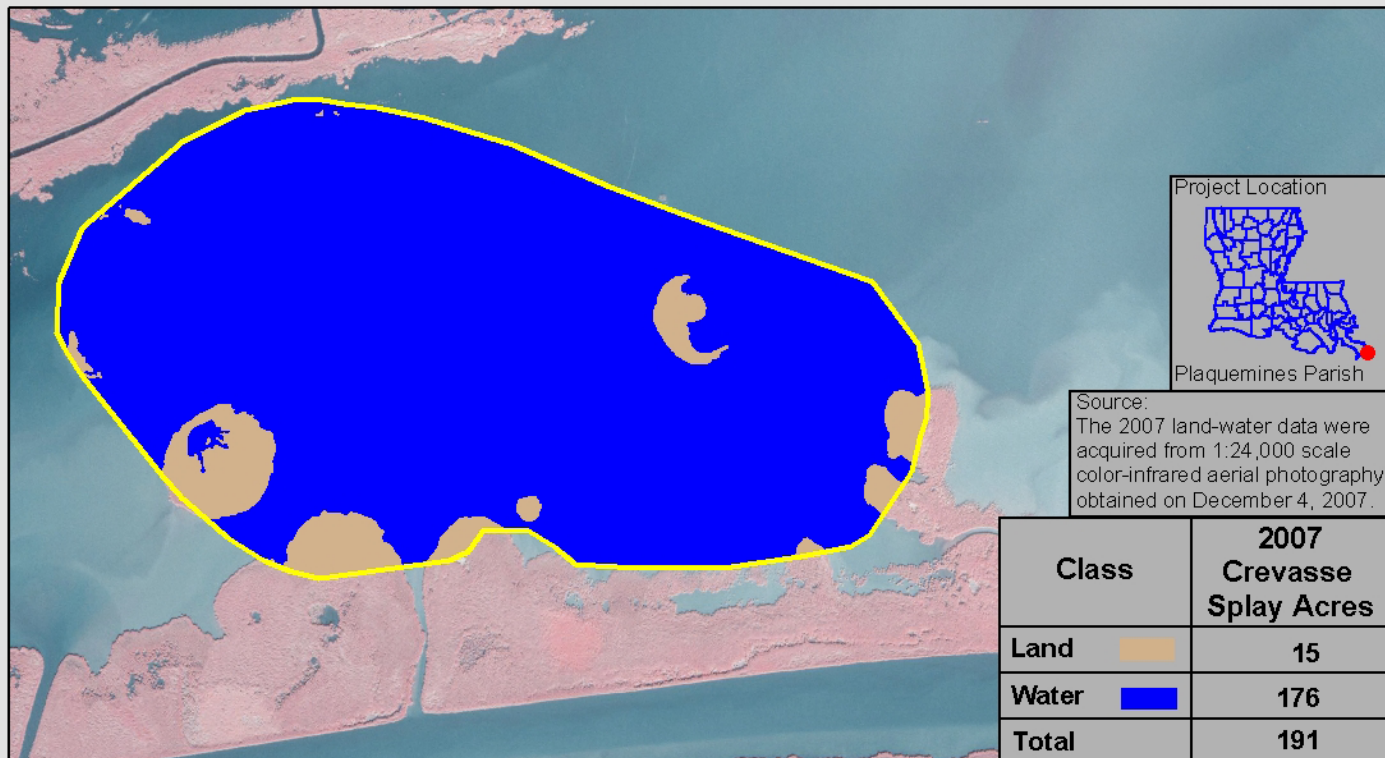 Project Location
Plaquemines Parish
Source:
The 2007 land-water data were
acquired from 1:24,000 scale
color-infrared aerial photography
obtained on December 4, 2007.
Class
2007
Crevasse
Splay Acres
Land 15
Water 176
Total 191